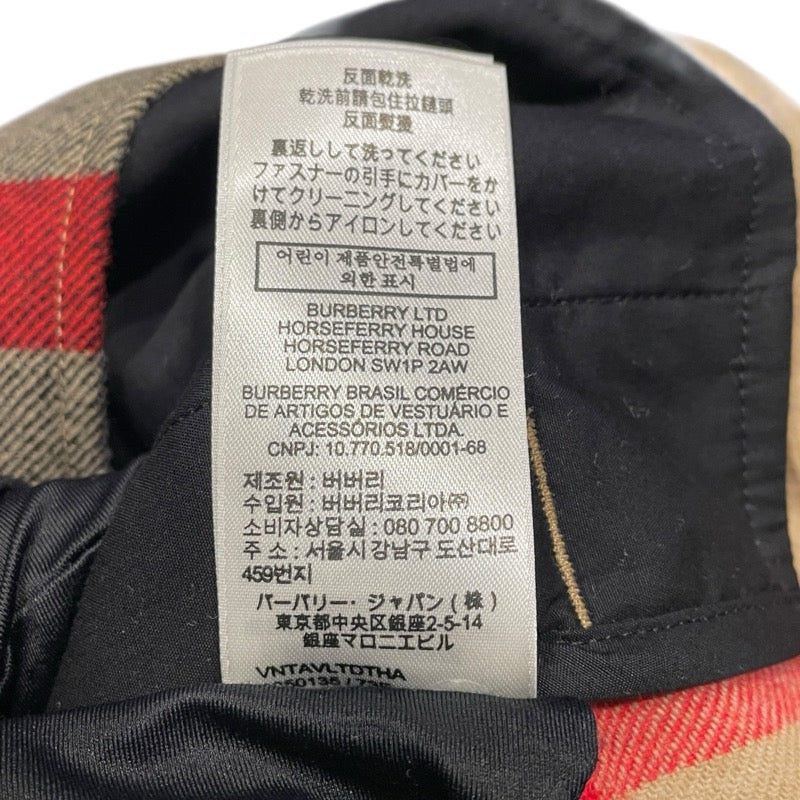 反面乾洗
乾洗前請包住拉鏈頭
反面熨燙
裏返しして洗ってください
ファスナーの引手にカバーをか
けてクリーニングしてください
裏側からアイロンしてください
어린이 제품안전특별법에
의한 표시
BURBERRY LTD
HORSEFERRY HOUSE
HORSEFERRY ROAD
LONDON SW1P 2AW
BURBERRY BRASIL COMÉRCIO
DE ARTIGOS DE VESTUÁRIO E
ACESSÓRIOS LTDA.
CNPJ: 10.770.518/0001-68
제조원 : 버버리
수입원 : 버버리코리아㈜
소비자상담실 : 080 700 8800
주 소 : 서울시 강남구 도산대로
459번지
バーバリー・ジャパン(株)
東京都中央区銀座2-5-14
銀座マロニエビル
VNTAVLTDTHA